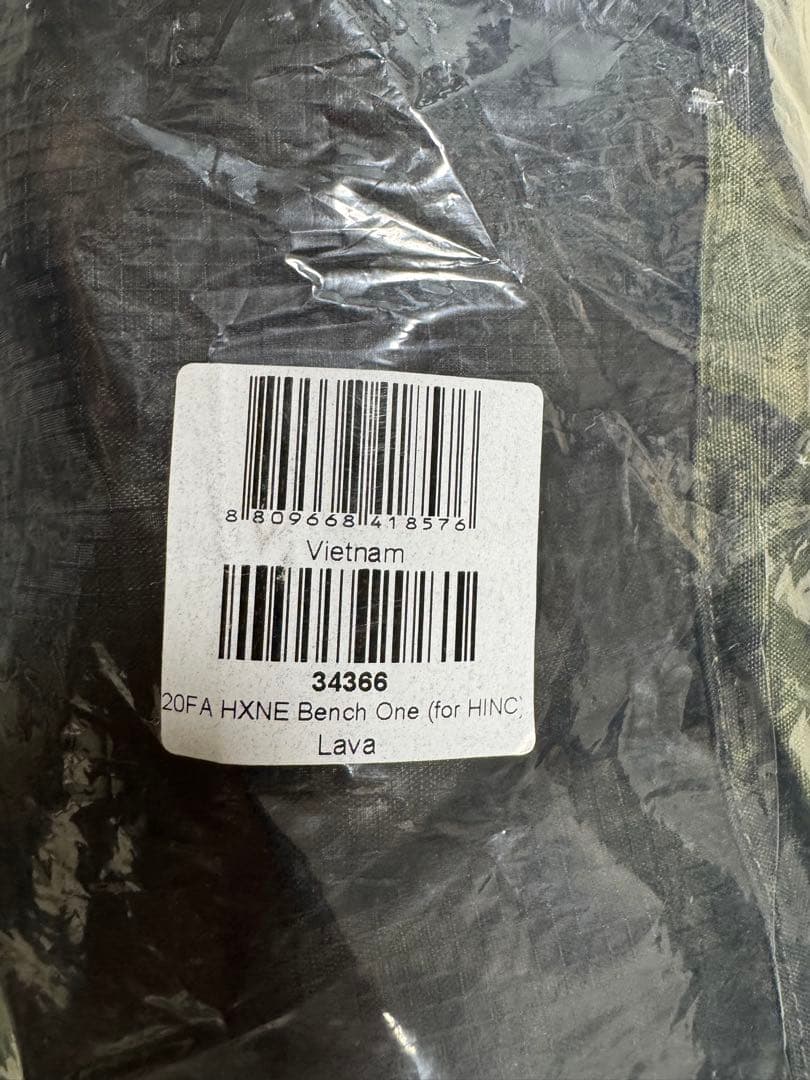 8 809668 418576
Vietnam
34366
20FA HXNE Bench One (for HINC)
Lava